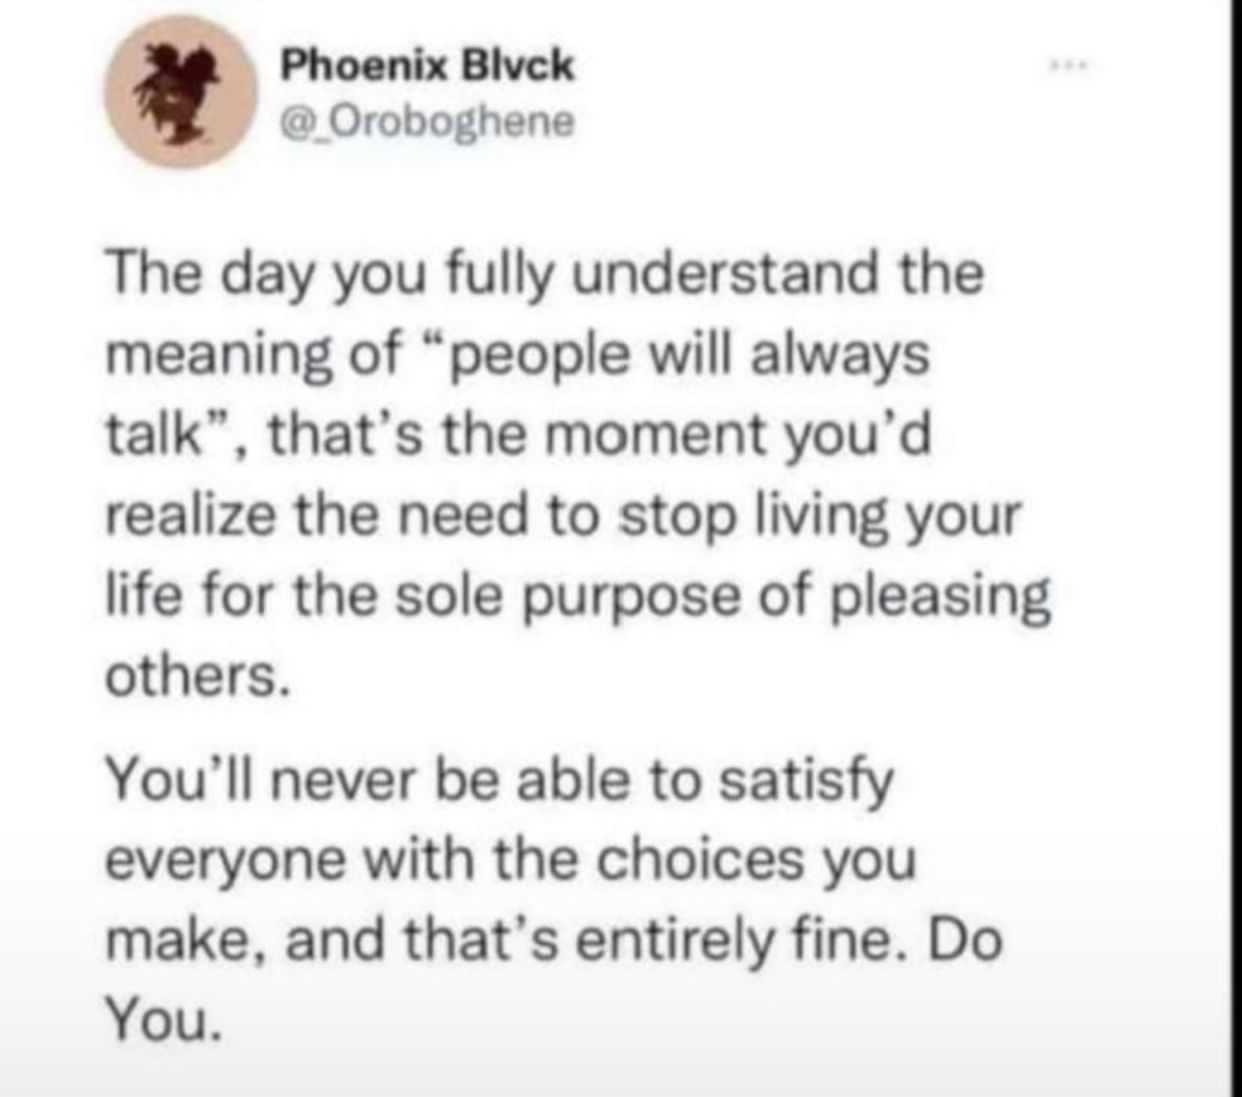 Phoenix Blvck
@_Oroboghene
The day you fully understand the
meaning of “people will always
talk”, that’s the moment you’d
realize the need to stop living your
life for the sole purpose of pleasing
others.
You’ll never be able to satisfy
everyone with the choices you
make, and that’s entirely fine. Do
You.